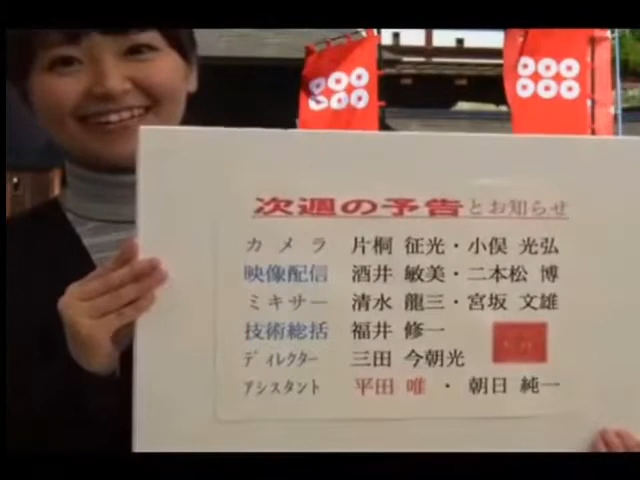 次週の予告とお知らせ
カメラ 片桐 征光・小俣 光弘
映像配信 酒井 敏美・二本松 博
ミキサー 清水 龍三・宮坂 文雄
技術総括 福井 修一
ディレクター 三田 今朝光
アシスタント 平田 唯・朝日 純一